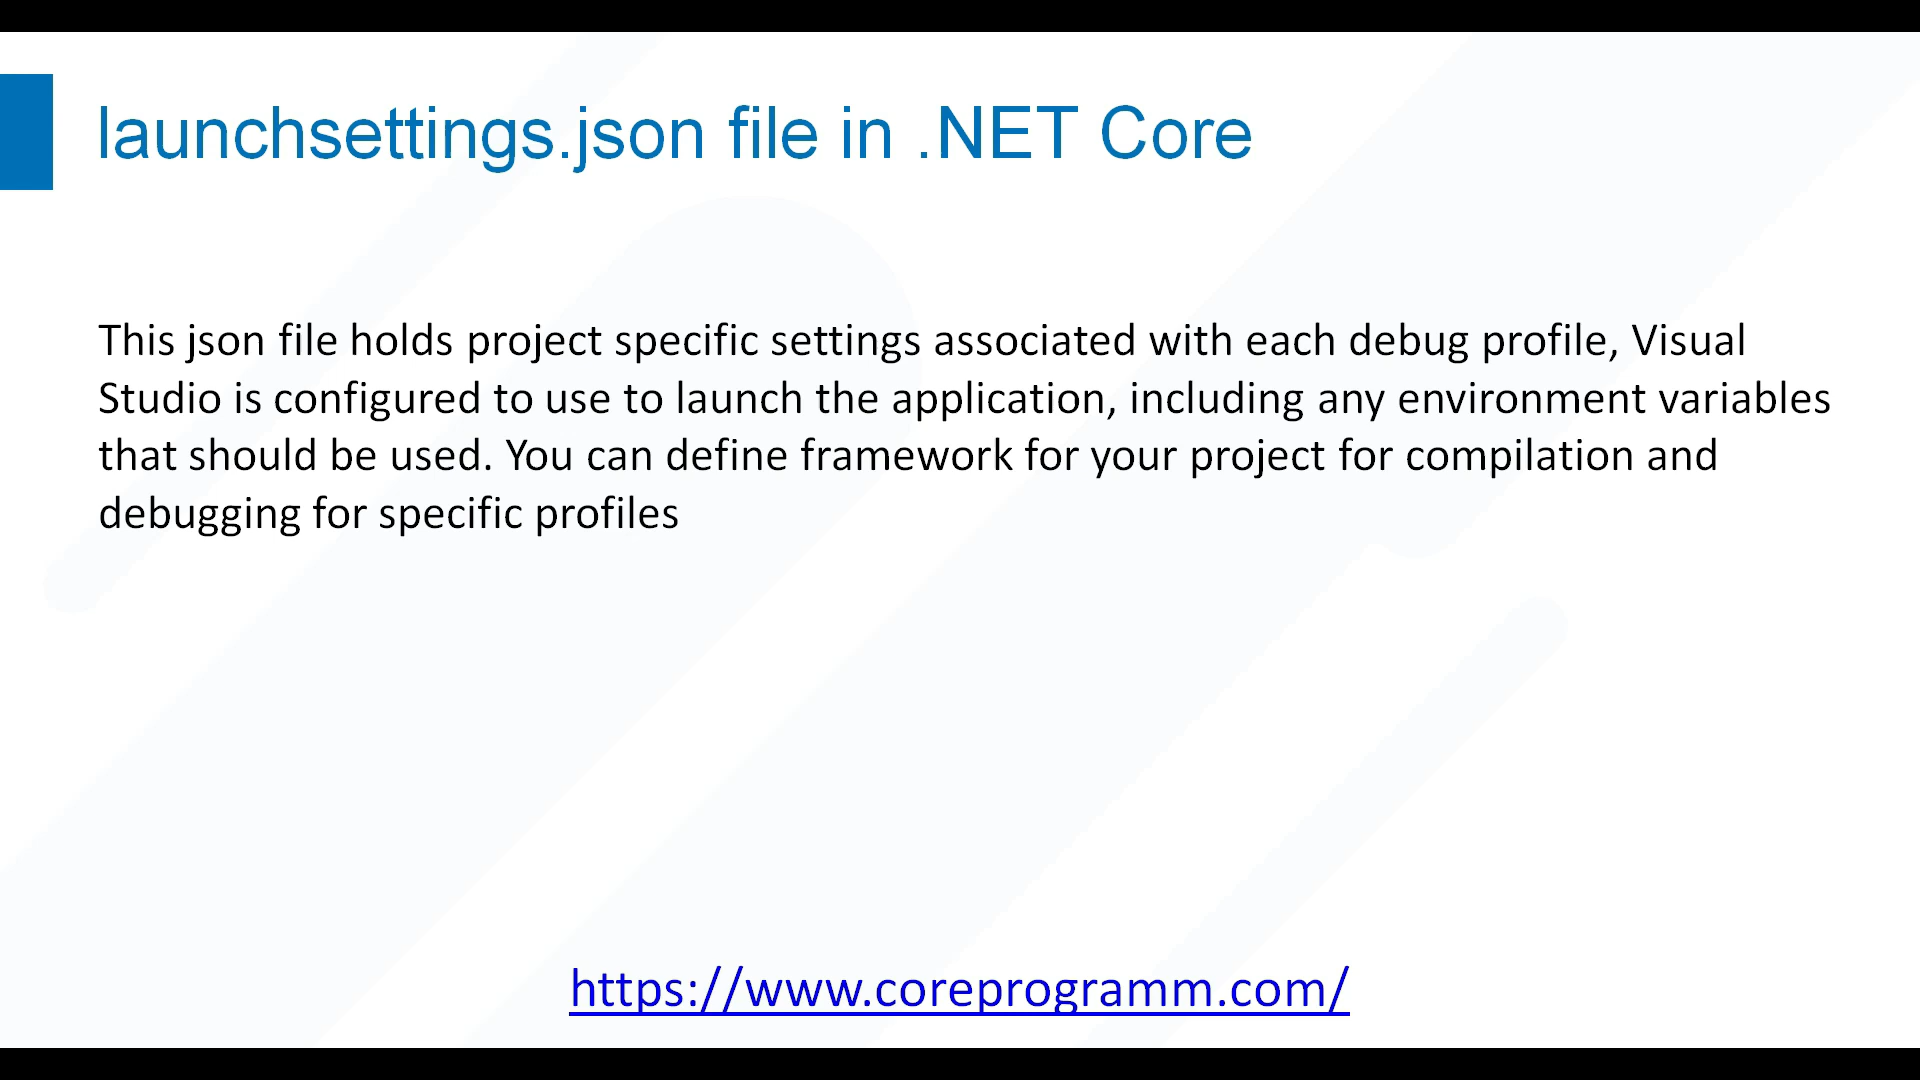 launchsettings.json file in .NET Core
This json file holds project specific settings associated with each debug profile, Visual
Studio is configured to use to launch the application, including any environment variables
that should be used. You can define framework for your project for compilation and
debugging for specific profiles
https://www.coreprogramm.com/